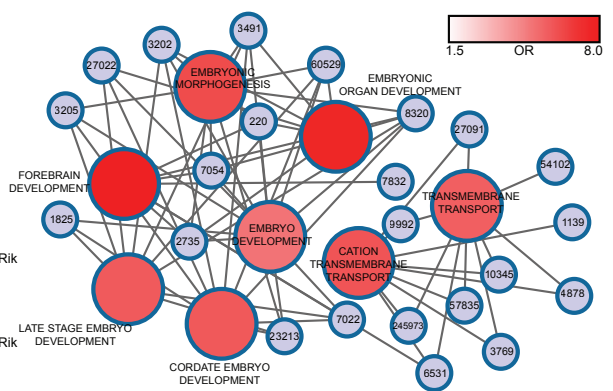 3491
3202
1.5 OR 8.0
27022
60529
EMBRYONIC
MORPHOGENESIS
EMBRYONIC
ORGAN DEVELOPMENT
3205
220
8320
27091
7054
54102
FOREBRAIN
DEVELOPMENT
7832
TRANSMEMBRANE
TRANSPORT
1825
9992
1139
2735
EMBRYO
DEVELOPMENT
Rik
CATION
TRANSMEMBRANE
TRANSPORT
10345
4878
57835
7022
245973
LATE STAGE EMBRYO
DEVELOPMENT
23213
Rik
3769
CORDATE EMBRYO
DEVELOPMENT
6531